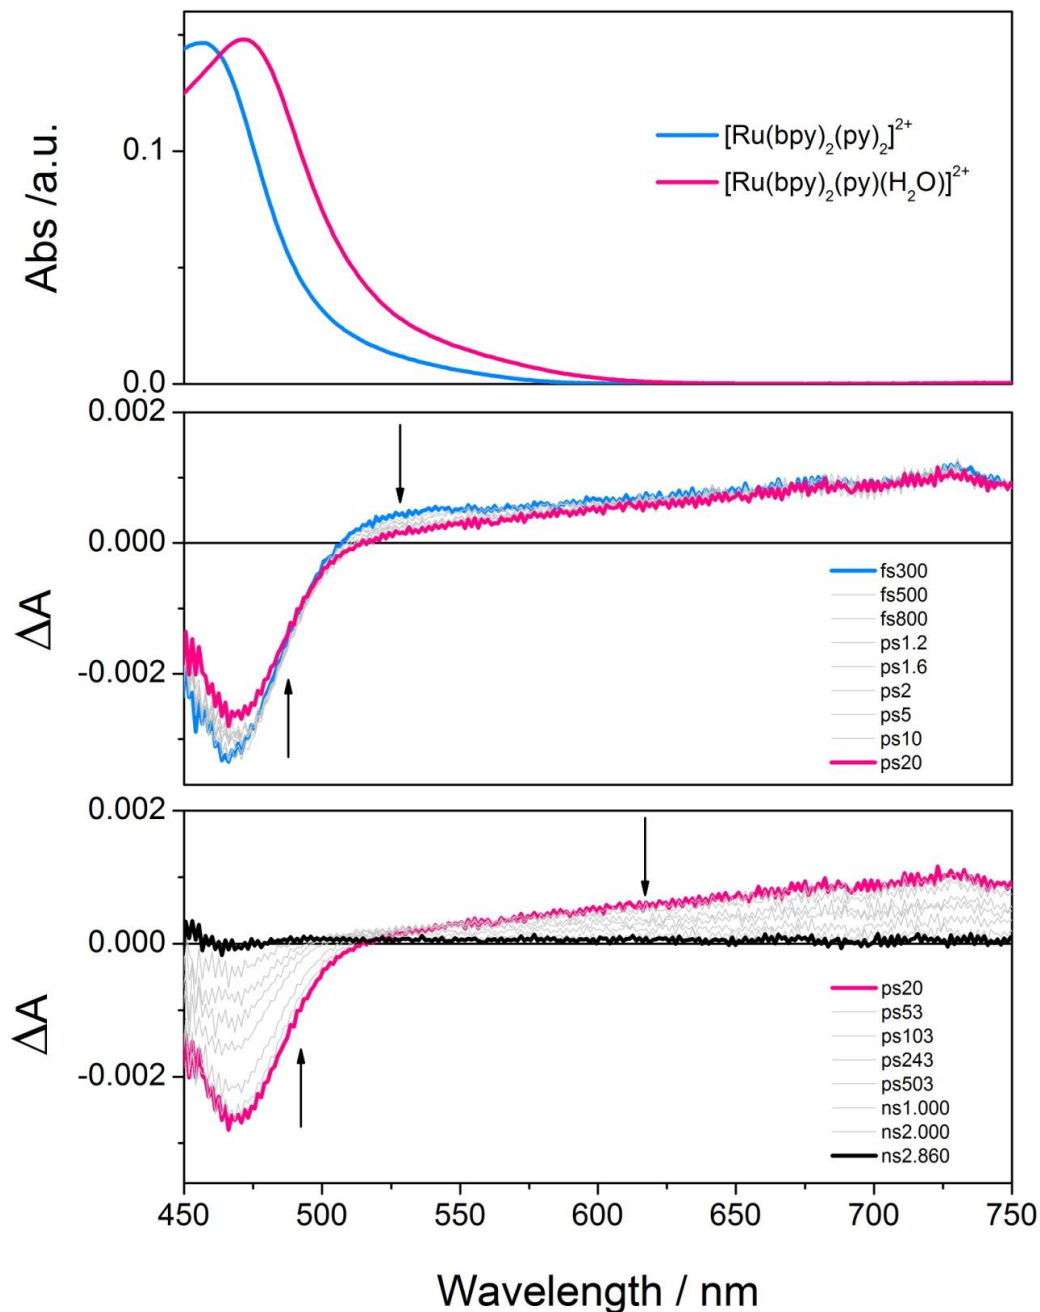 Abs /a.u.
0.1
0.0
[Ru(bpy)₂(py)₂]²⁺
[Ru(bpy)₂(py)(H₂O)]²⁺
ΔA
0.002
0.000
-0.002
fs300
fs500
fs800
ps1.2
ps1.6
ps2
ps5
ps10
ps20
ΔA
0.002
0.000
-0.002
ps20
ps53
ps103
ps243
ps503
ns1.000
ns2.000
ns2.860
450 500 550 600 650 700 750
Wavelength / nm